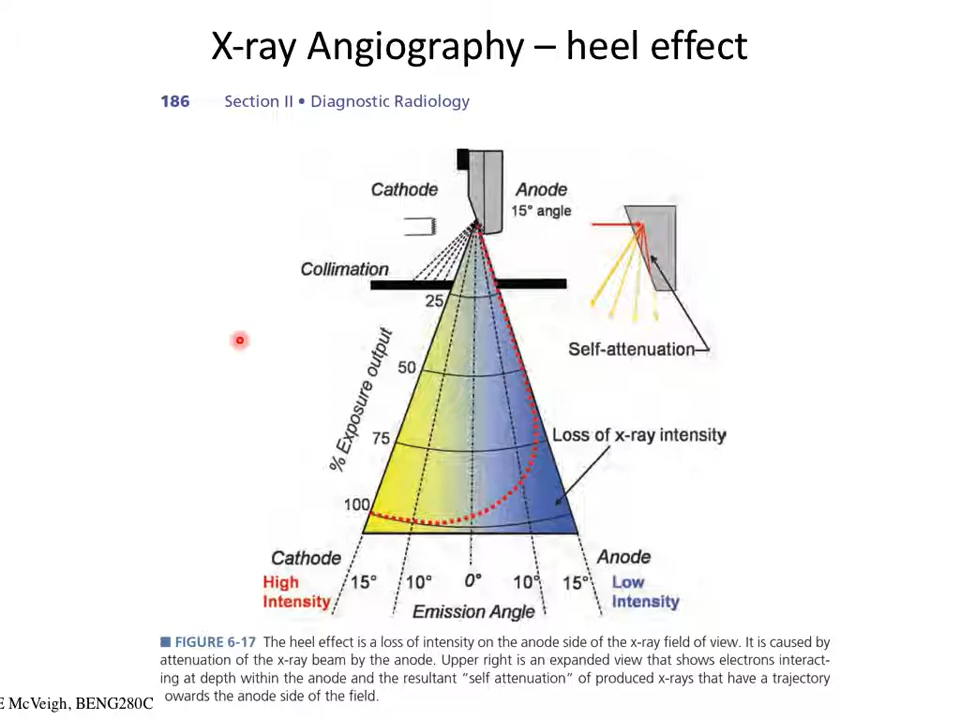 X-ray Angiography – heel effect
186 Section II • Diagnostic Radiology
Cathode
Anode
15° angle
Collimation
25
Self-attenuation
50
% Exposure output
75
Loss of x-ray intensity
100
Cathode
Anode
High
Intensity
15°
10°
0°
10°
15°
Low
Intensity
Emission Angle
■ FIGURE 6-17 The heel effect is a loss of intensity on the anode side of the x-ray field of view. It is caused by
attenuation of the x-ray beam by the anode. Upper right is an expanded view that shows electrons interact-
ing at depth within the anode and the resultant “self attenuation” of produced x-rays that have a trajectory
owards the anode side of the field.
E McVeigh, BENG280C